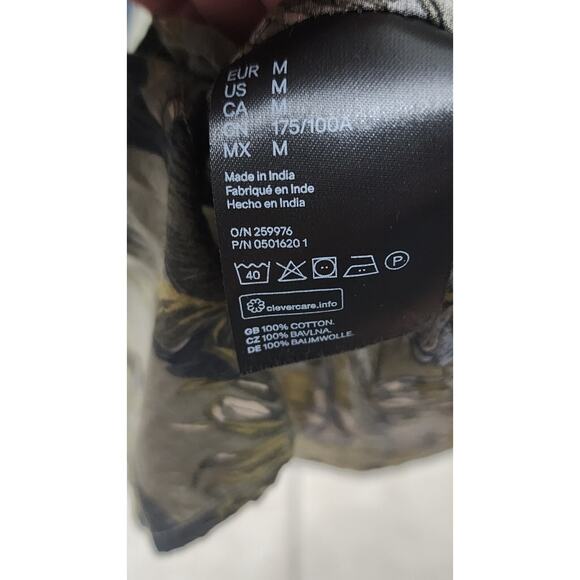 EUR M
US M
CA M
CN 175/100A
MX M
Made in India
Fabriqué en Inde
Hecho en India
O/N 259976
P/N 0501620 1
40
P
clevercare.info
GB 100% COTTON.
CZ 100% BAVLNA.
DE 100% BAUMWOLLE.